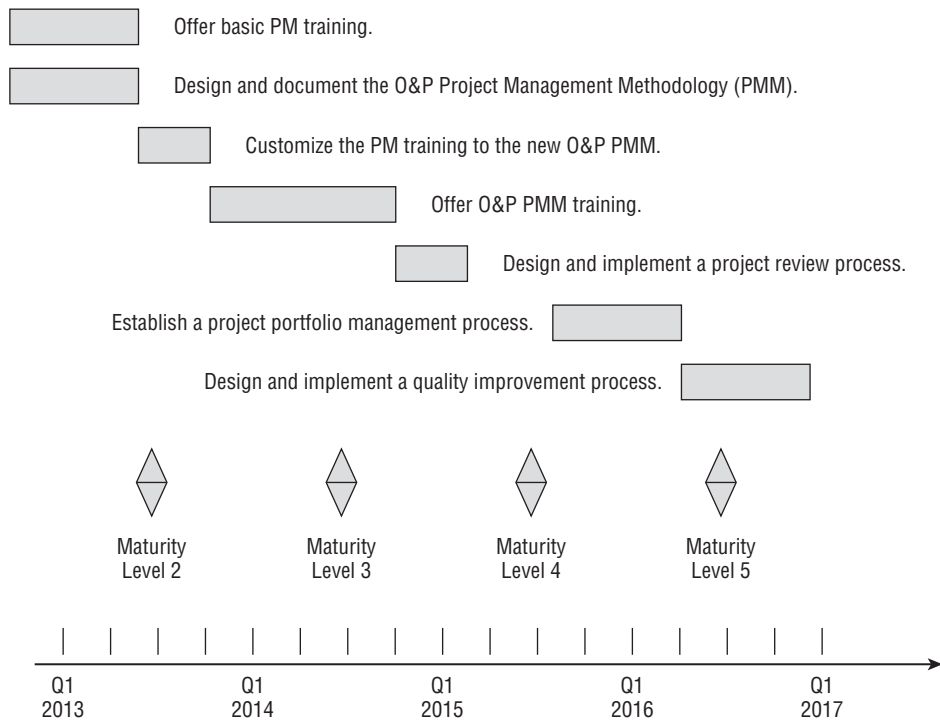 Offer basic PM training.
Design and document the O&P Project Management Methodology (PMM).
Customize the PM training to the new O&P PMM.
Offer O&P PMM training.
Design and implement a project review process.
Establish a project portfolio management process.
Design and implement a quality improvement process.
Maturity
Level 2
Maturity
Level 3
Maturity
Level 4
Maturity
Level 5
Q1
2013
Q1
2014
Q1
2015
Q1
2016
Q1
2017